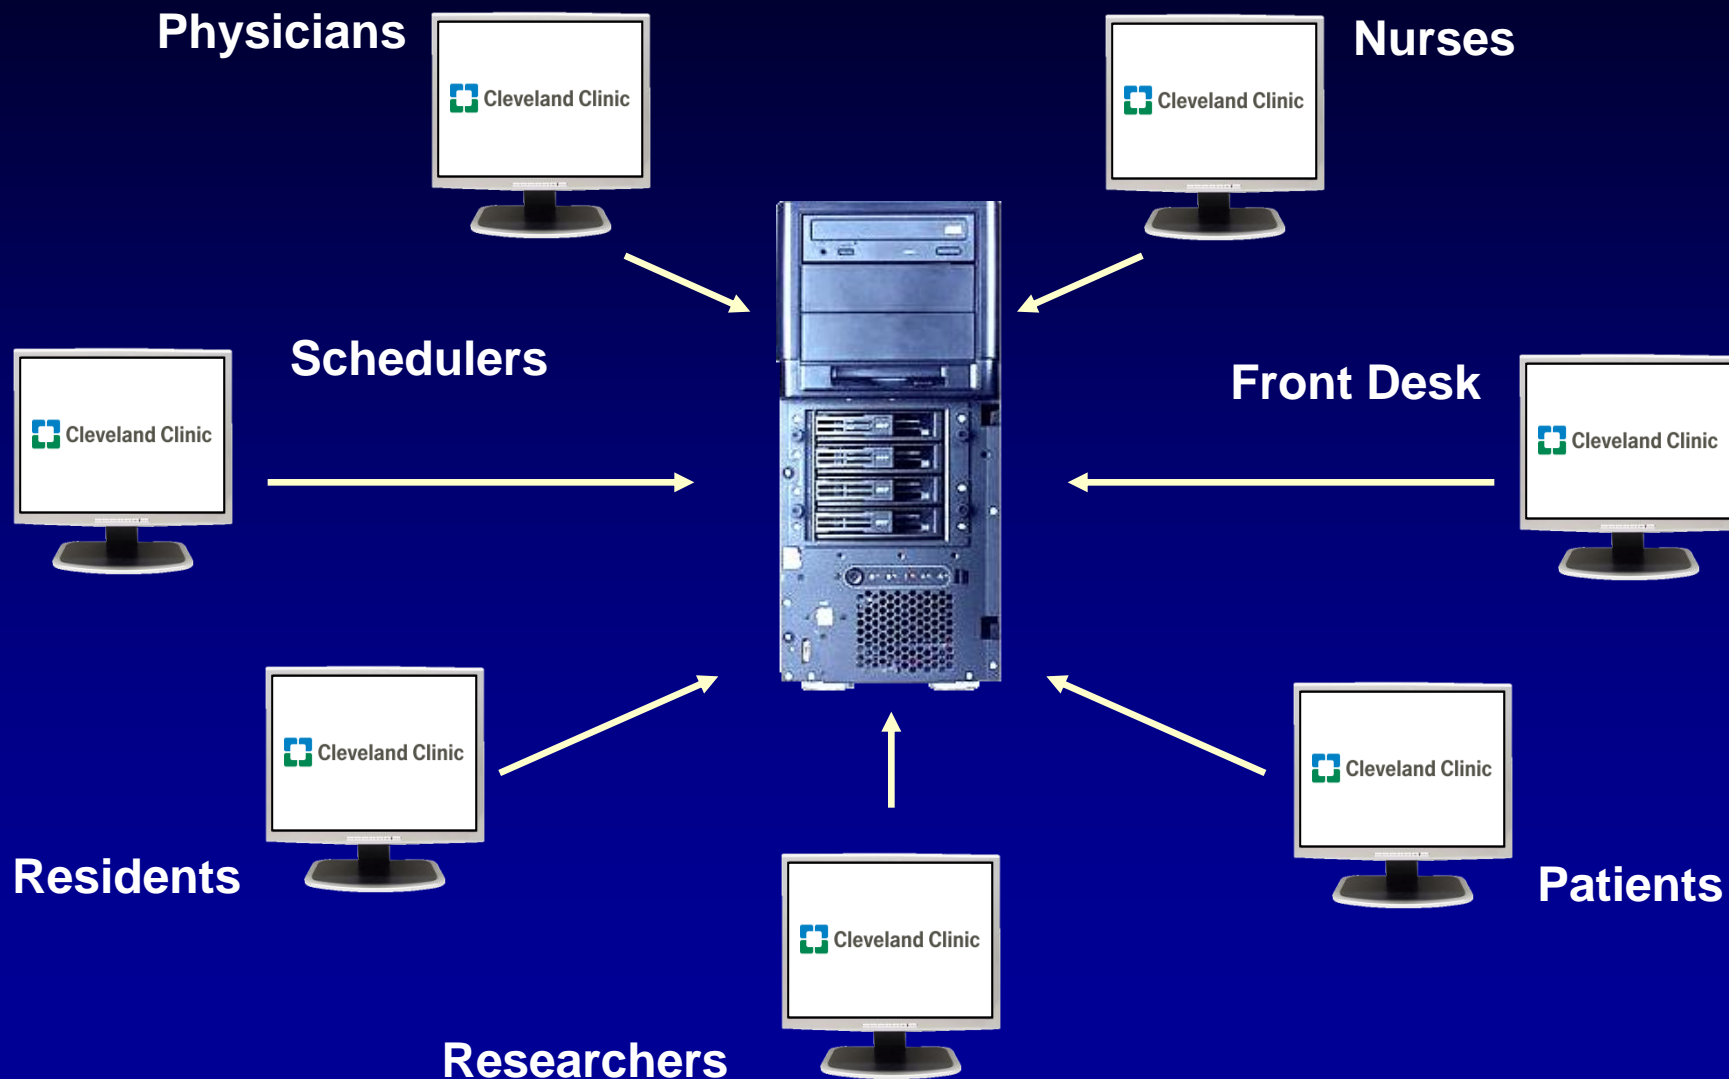 Physicians
Cleveland Clinic
Nurses
Cleveland Clinic
Schedulers
Cleveland Clinic
Front Desk
Cleveland Clinic
Residents
Cleveland Clinic
Patients
Cleveland Clinic
Researchers
Cleveland Clinic